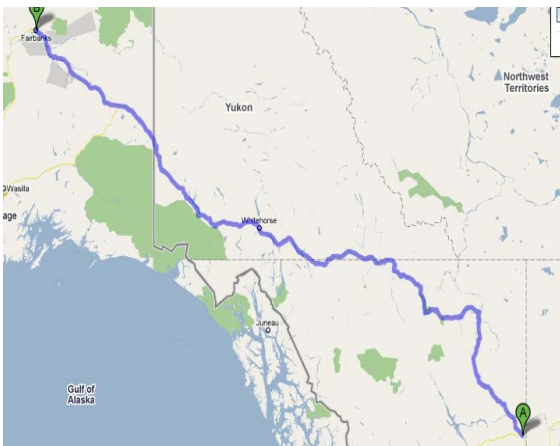 B
Fairbanks
Northwest
Territories
Yukon
Wasilla
age
Whitehorse
Juneau
Gulf of
Alaska
A